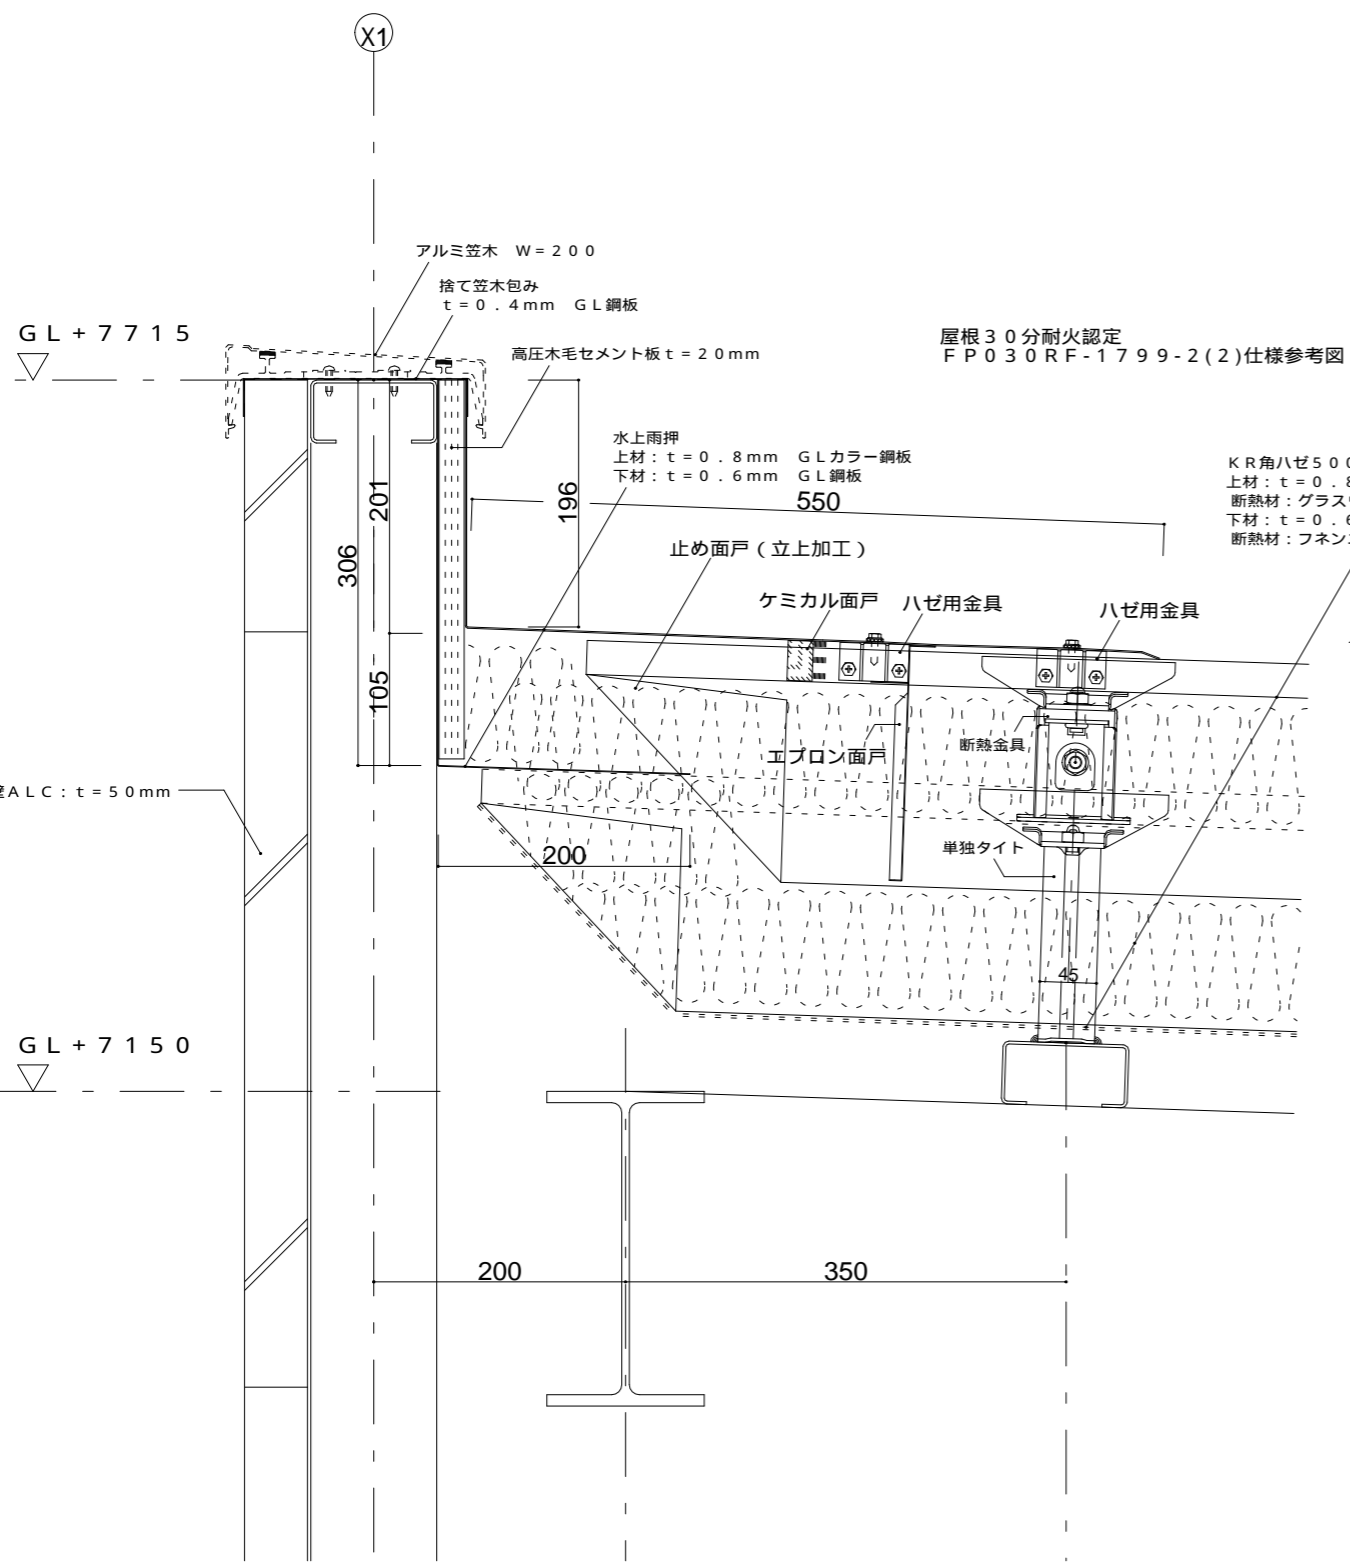 X1
アルミ笠木　Ｗ＝２００
捨て笠木包み
ｔ＝０．４mm　ＧＬ鋼板
ＧＬ＋７７１５
高圧木毛セメント板ｔ＝２０mm
屋根３０分耐火認定
ＦＰ０３０ＲＦ-１７９９-２(２)仕様参考図
水上雨押
上材：ｔ＝０．８mm　ＧＬカラー鋼板
下材：ｔ＝０．６mm　ＧＬ鋼板
ＫＲ角ハゼ５００
上材：ｔ＝０．８
断熱材：グラス
下材：ｔ＝０．６
断熱材：フネン
550
196
201
306
105
止め面戸（立上加工）
ケミカル面戸
ハゼ用金具
ハゼ用金具
断熱金具
エプロン面戸
ＡＬＣ：ｔ＝５０mm
単独タイト
200
45
ＧＬ＋７１５０
200
350